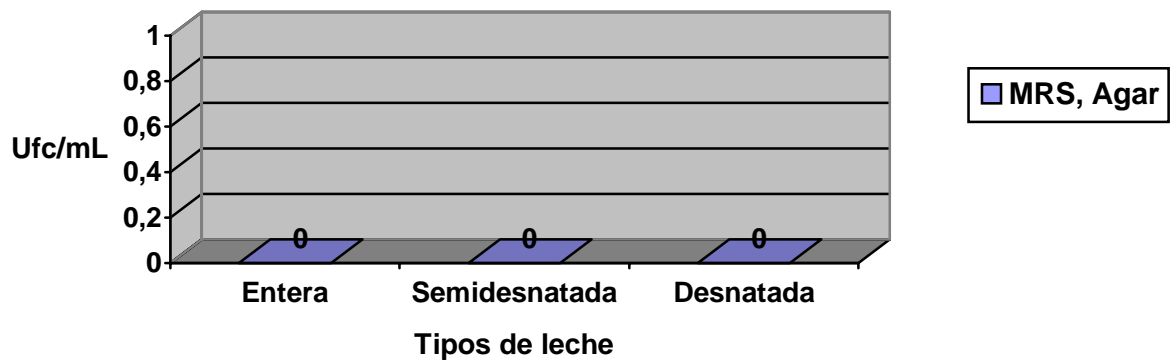 1
0,8
0,6
Ufc/mL
0,4
0,2
0
0 0 0
Entera Semidesnatada Desnatada
Tipos de leche
MRS, Agar